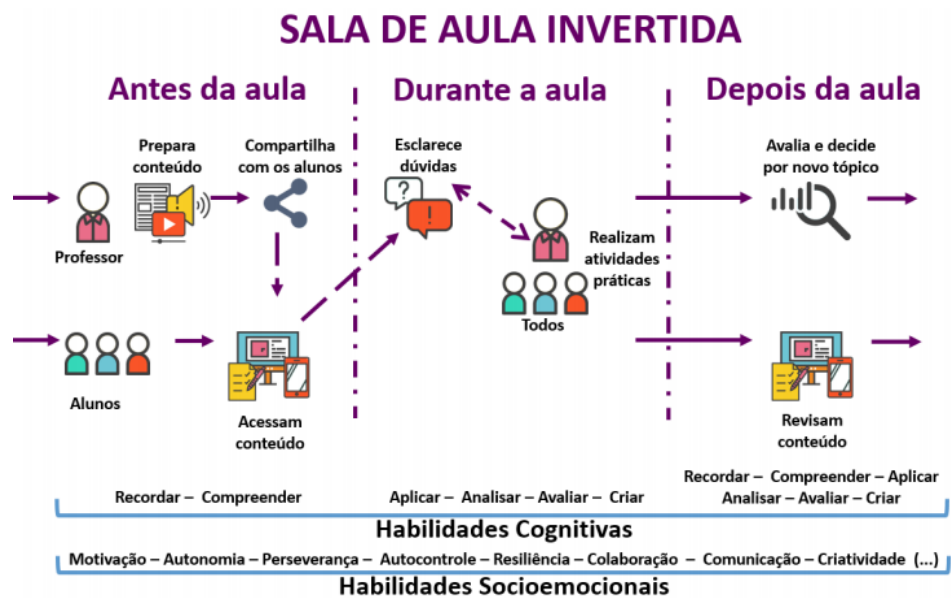 SALA DE AULA INVERTIDA
Antes da aula
Durante a aula
Depois da aula
Prepara
conteúdo
Compartilha
com os alunos
Esclarece
dúvidas
Avalia e decide
por novo tópico
?
!
!
Professor
Realizam
atividades
práticas
Todos
Alunos
Acessam
conteúdo
Revisam
conteúdo
Recordar – Compreender
Aplicar – Analisar – Avaliar – Criar
Recordar – Compreender – Aplicar
Analisar – Avaliar – Criar
Habilidades Cognitivas
Motivação – Autonomia – Perseverança – Autocontrole – Resiliência – Colaboração – Comunicação – Criatividade (...)
Habilidades Socioemocionais